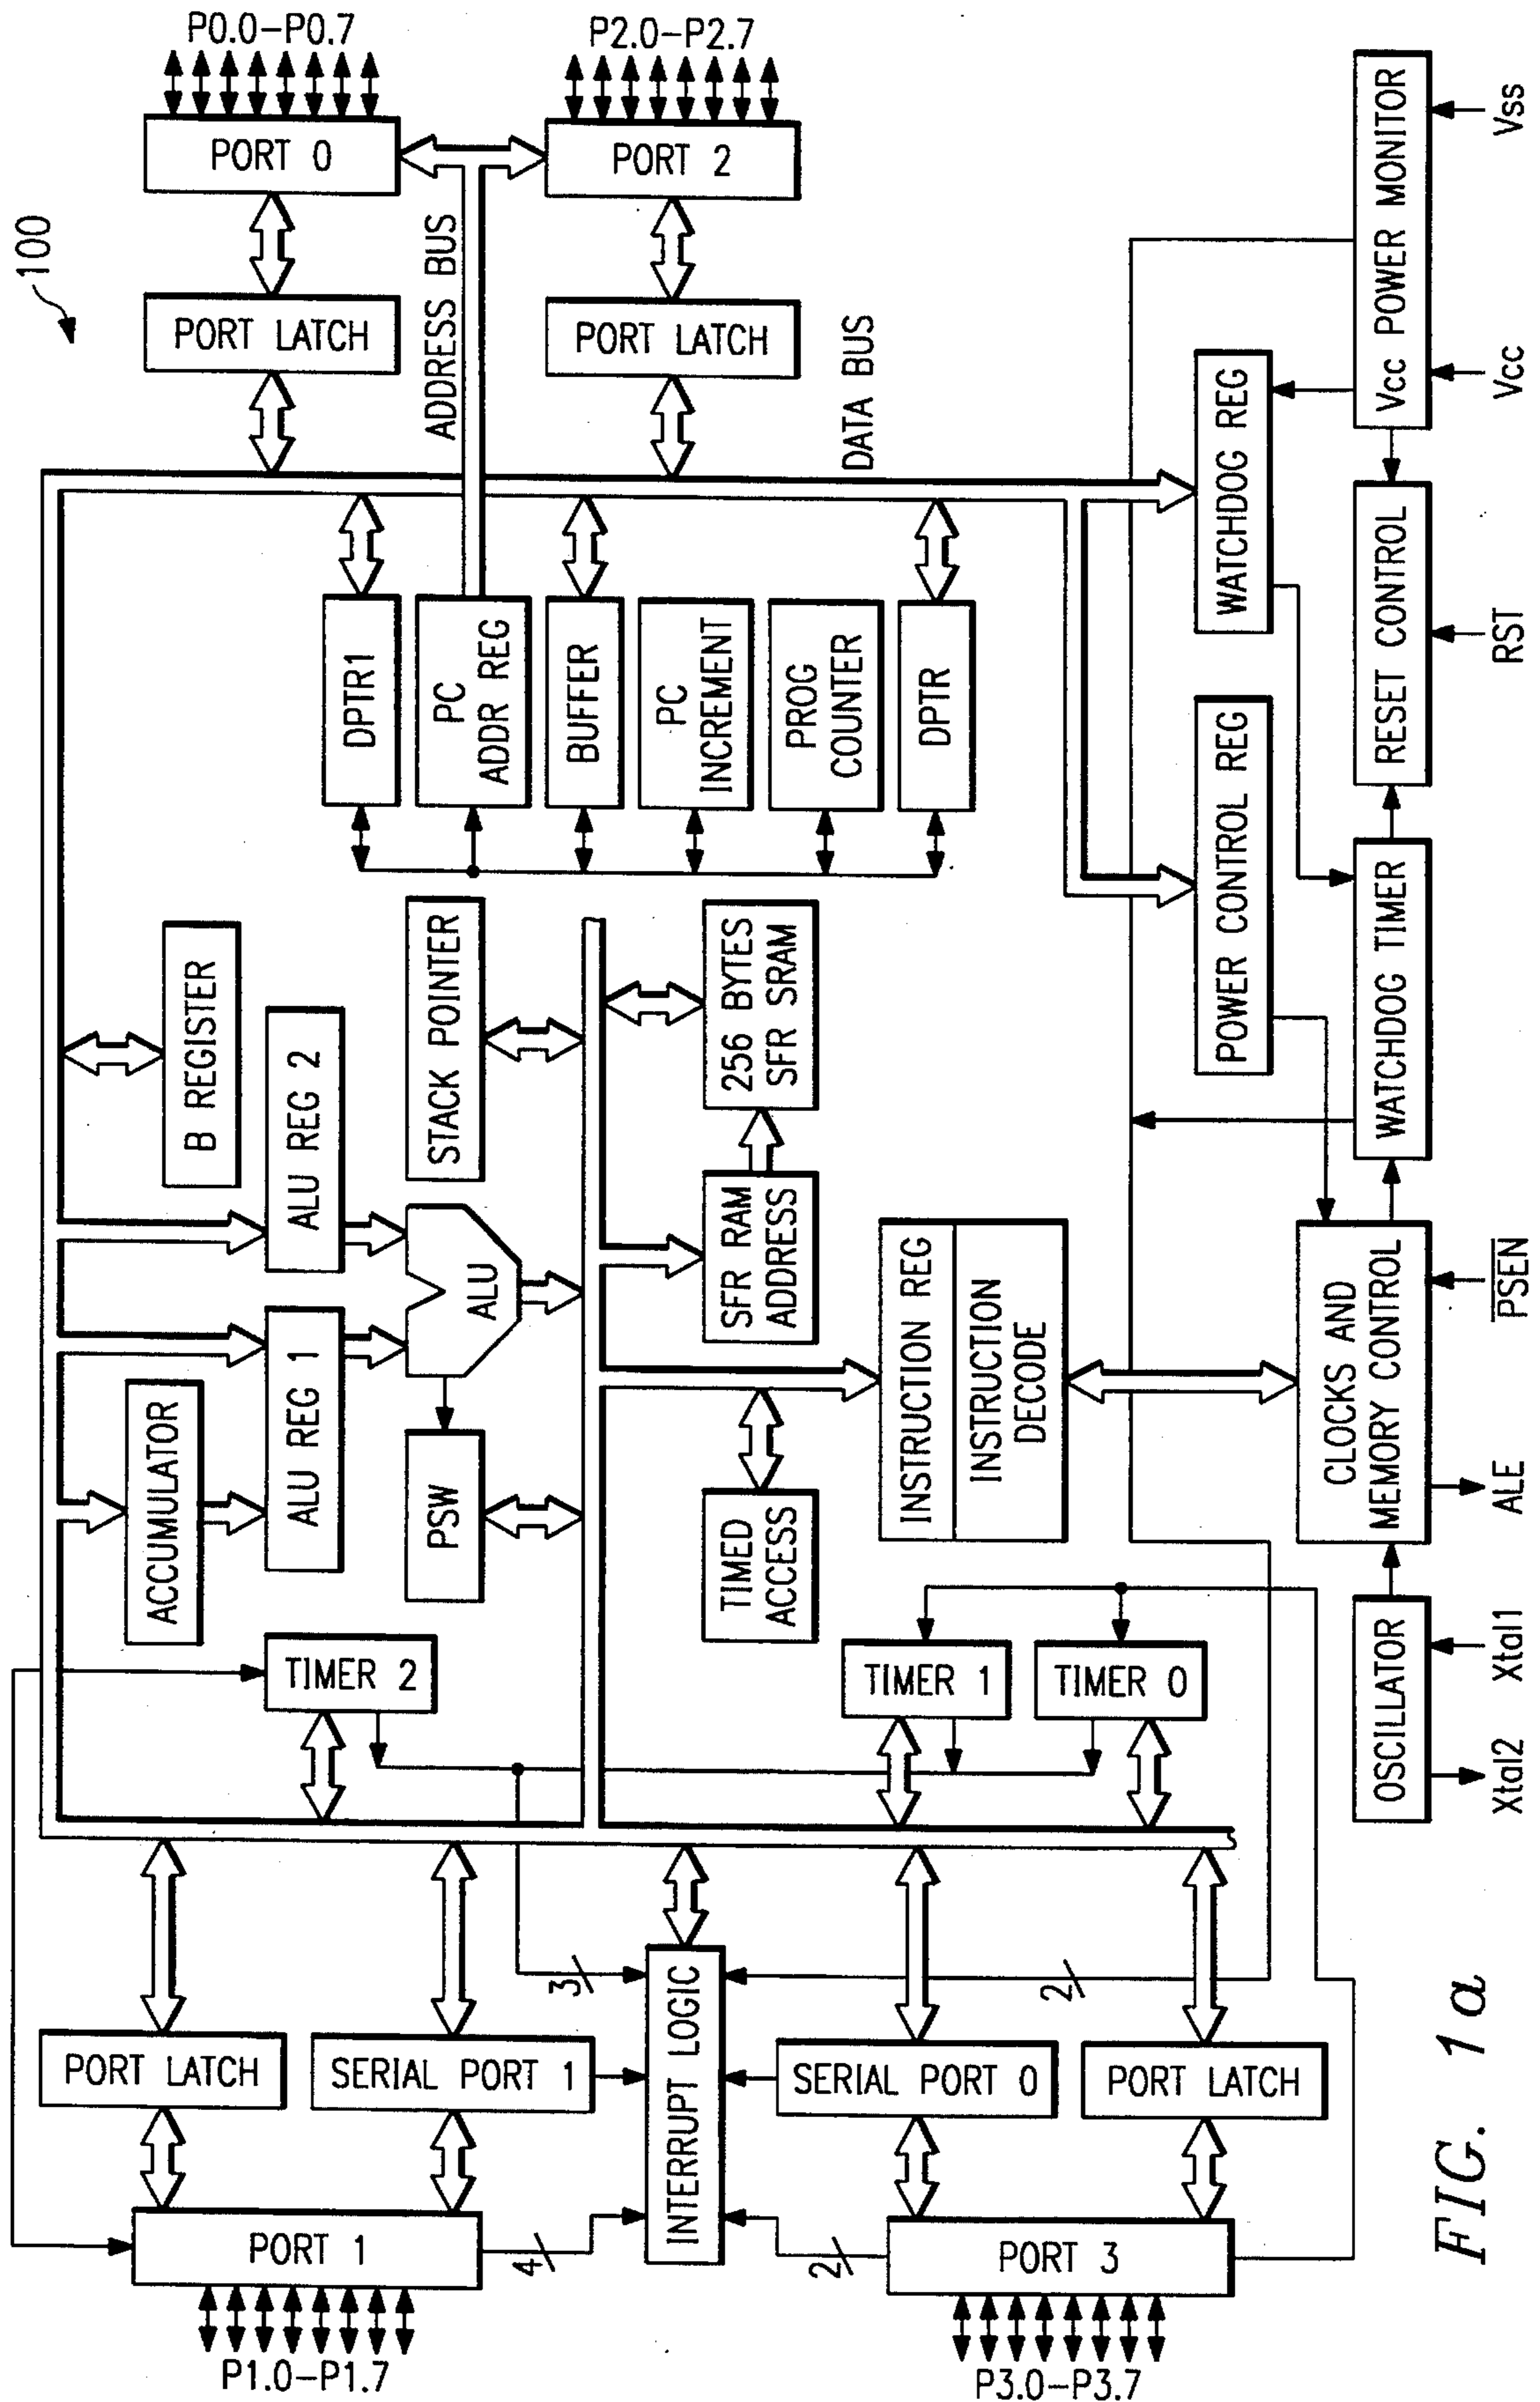 100
P0.0-P0.7
P2.0-P2.7
PORT 0
PORT 2
PORT LATCH
PORT LATCH
ADDRESS BUS
DATA BUS
DPTR1
PC
ADDR REG
BUFFER
PC
INCREMENT
PROG
COUNTER
DPTR
B REGISTER
ALU REG 2
ACCUMULATOR
ALU REG 1
ALU
PSW
STACK POINTER
256 BYTES
SFR SRAM
SFR RAM
ADDRESS
TIMED
ACCESS
INSTRUCTION REG
INSTRUCTION
DECODE
TIMER 2
TIMER 1
TIMER 0
PORT LATCH
SERIAL PORT 1
INTERRUPT LOGIC
SERIAL PORT 0
PORT LATCH
3
2
4
2
PORT 1
PORT 3
P1.0-P1.7
P3.0-P3.7
POWER CONTROL REG
WATCHDOG REG
OSCILLATOR
CLOCKS AND
MEMORY CONTROL
WATCHDOG TIMER
RESET CONTROL
Vcc POWER MONITOR
Xtal2
Xtal1
ALE
PSEN
RST
Vcc
Vss
FIG. 1a